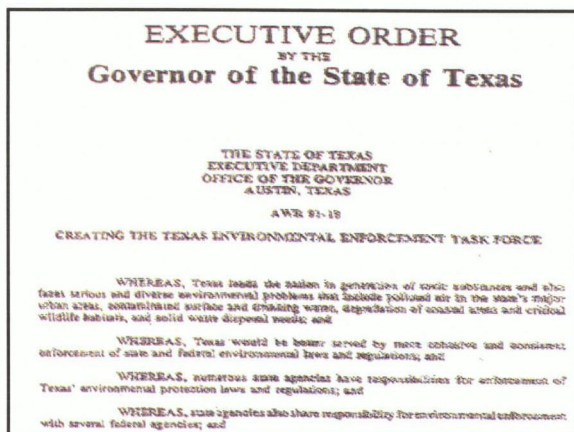 EXECUTIVE ORDER
BY THE
Governor of the State of Texas
THE STATE OF TEXAS
EXECUTIVE DEPARTMENT
OFFICE OF THE GOVERNOR
AUSTIN, TEXAS
AWR 91-18
CREATING THE TEXAS ENVIRONMENTAL ENFORCEMENT TASK FORCE
WHEREAS, Texas leads the nation in generation of toxic substances and also
faces serious and diverse environmental problems that include polluted air in the state's major
urban areas, contaminated surface and drinking water, degradation of coastal areas and critical
wildlife habitats, and solid waste disposal needs; and
WHEREAS, Texas would be better served by more cohesive and consistent
enforcement of state and federal environmental laws and regulations; and
WHEREAS, numerous state agencies have responsibilities for enforcement of
Texas' environmental protection laws and regulations; and
WHEREAS, state agencies also share responsibility for environmental enforcement
with several federal agencies; and